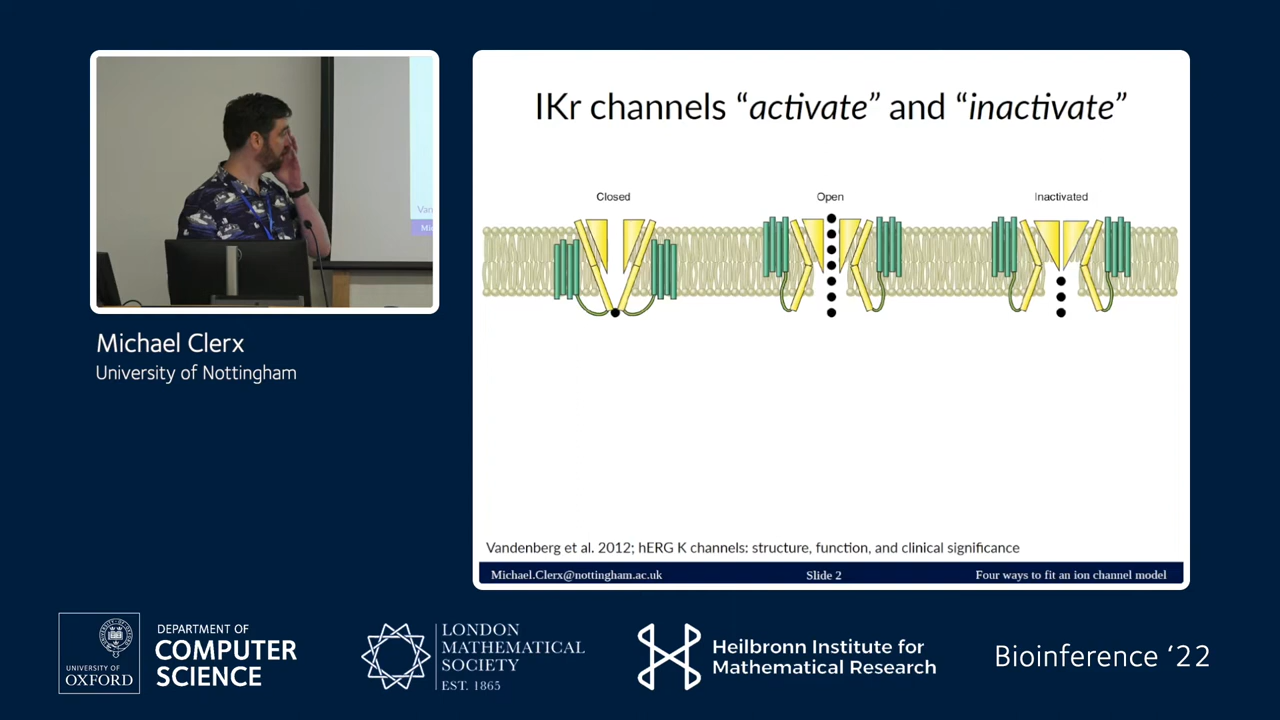 IKr channels “activate” and “inactivate”
Closed
Open
Inactivated
Van
Mic
Michael Clerx
University of Nottingham
Vandenberg et al. 2012; hERG K channels: structure, function, and clinical significance
Michael.Clerx@nottingham.ac.uk
Slide 2
Four ways to fit an ion channel model
UNIVERSITY OF
OXFORD
DEPARTMENT OF
COMPUTER
SCIENCE
LONDON
MATHEMATICAL
SOCIETY
EST. 1865
Heilbronn Institute for
Mathematical Research
Bioinference ‘22